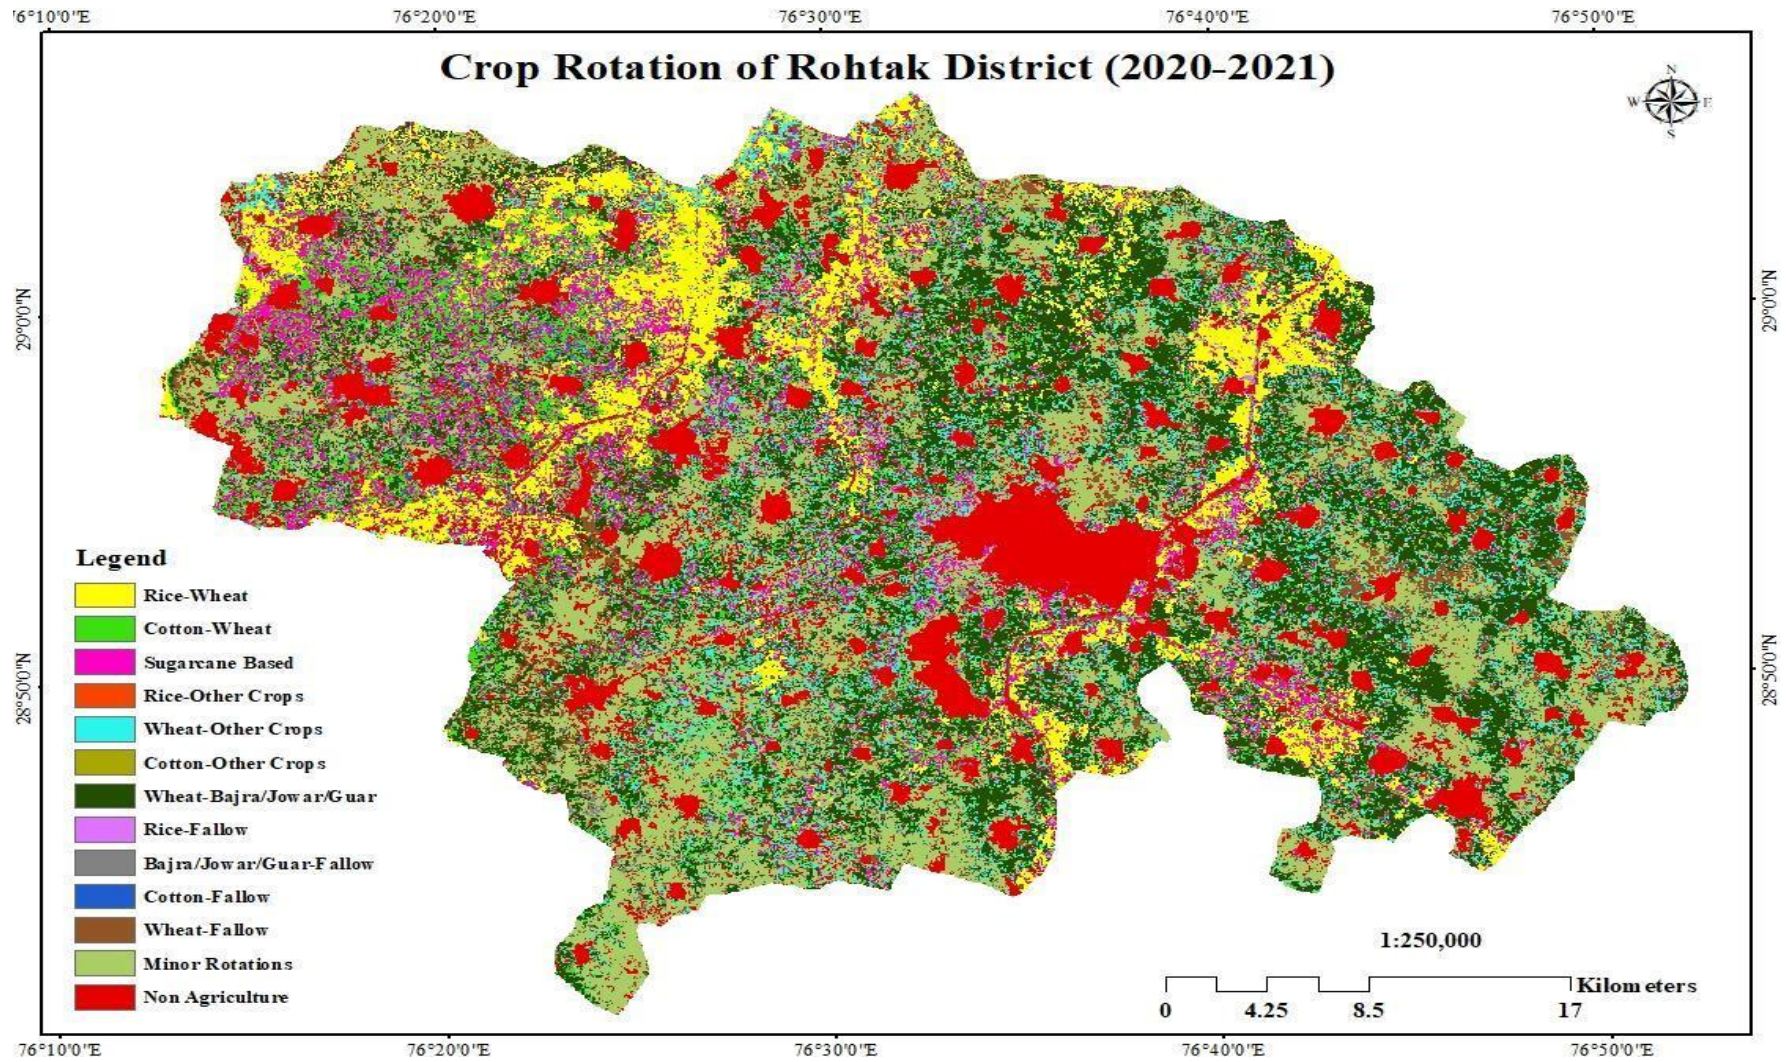 76°10'0"E 76°20'0"E 76°30'0"E 76°40'0"E 76°50'0"E
Crop Rotation of Rohtak District (2020-2021)
N
W E
S
29°0'0"N 29°0'0"N
28°50'0"N 28°50'0"N
Legend
Rice-Wheat
Cotton-Wheat
Sugarcane Based
Rice-Other Crops
Wheat-Other Crops
Cotton-Other Crops
Wheat-Bajra/Jowar/Guar
Rice-Fallow
Bajra/Jowar/Guar-Fallow
Cotton-Fallow
Wheat-Fallow
Minor Rotations
Non Agriculture
1:250,000
Kilometers
0 4.25 8.5 17
76°10'0"E 76°20'0"E 76°30'0"E 76°40'0"E 76°50'0"E